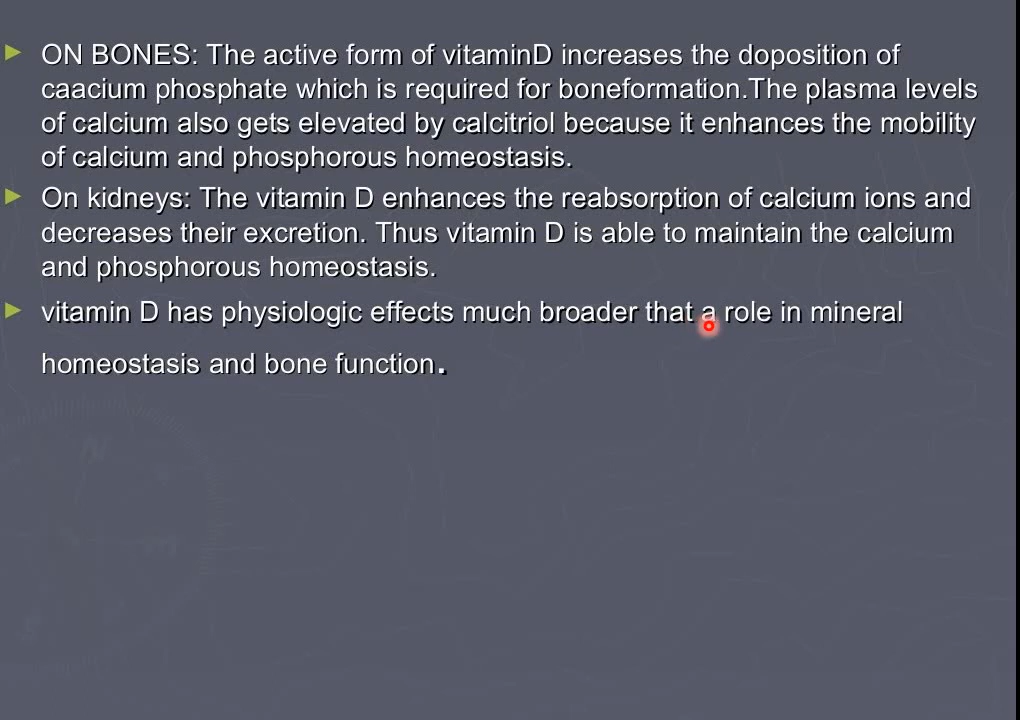 ON BONES: The active form of vitaminD increases the doposition of
caacium phosphate which is required for boneformation.The plasma levels
of calcium also gets elevated by calcitriol because it enhances the mobility
of calcium and phosphorous homeostasis.
On kidneys: The vitamin D enhances the reabsorption of calcium ions and
decreases their excretion. Thus vitamin D is able to maintain the calcium
and phosphorous homeostasis.
vitamin D has physiologic effects much broader that a role in mineral
homeostasis and bone function.